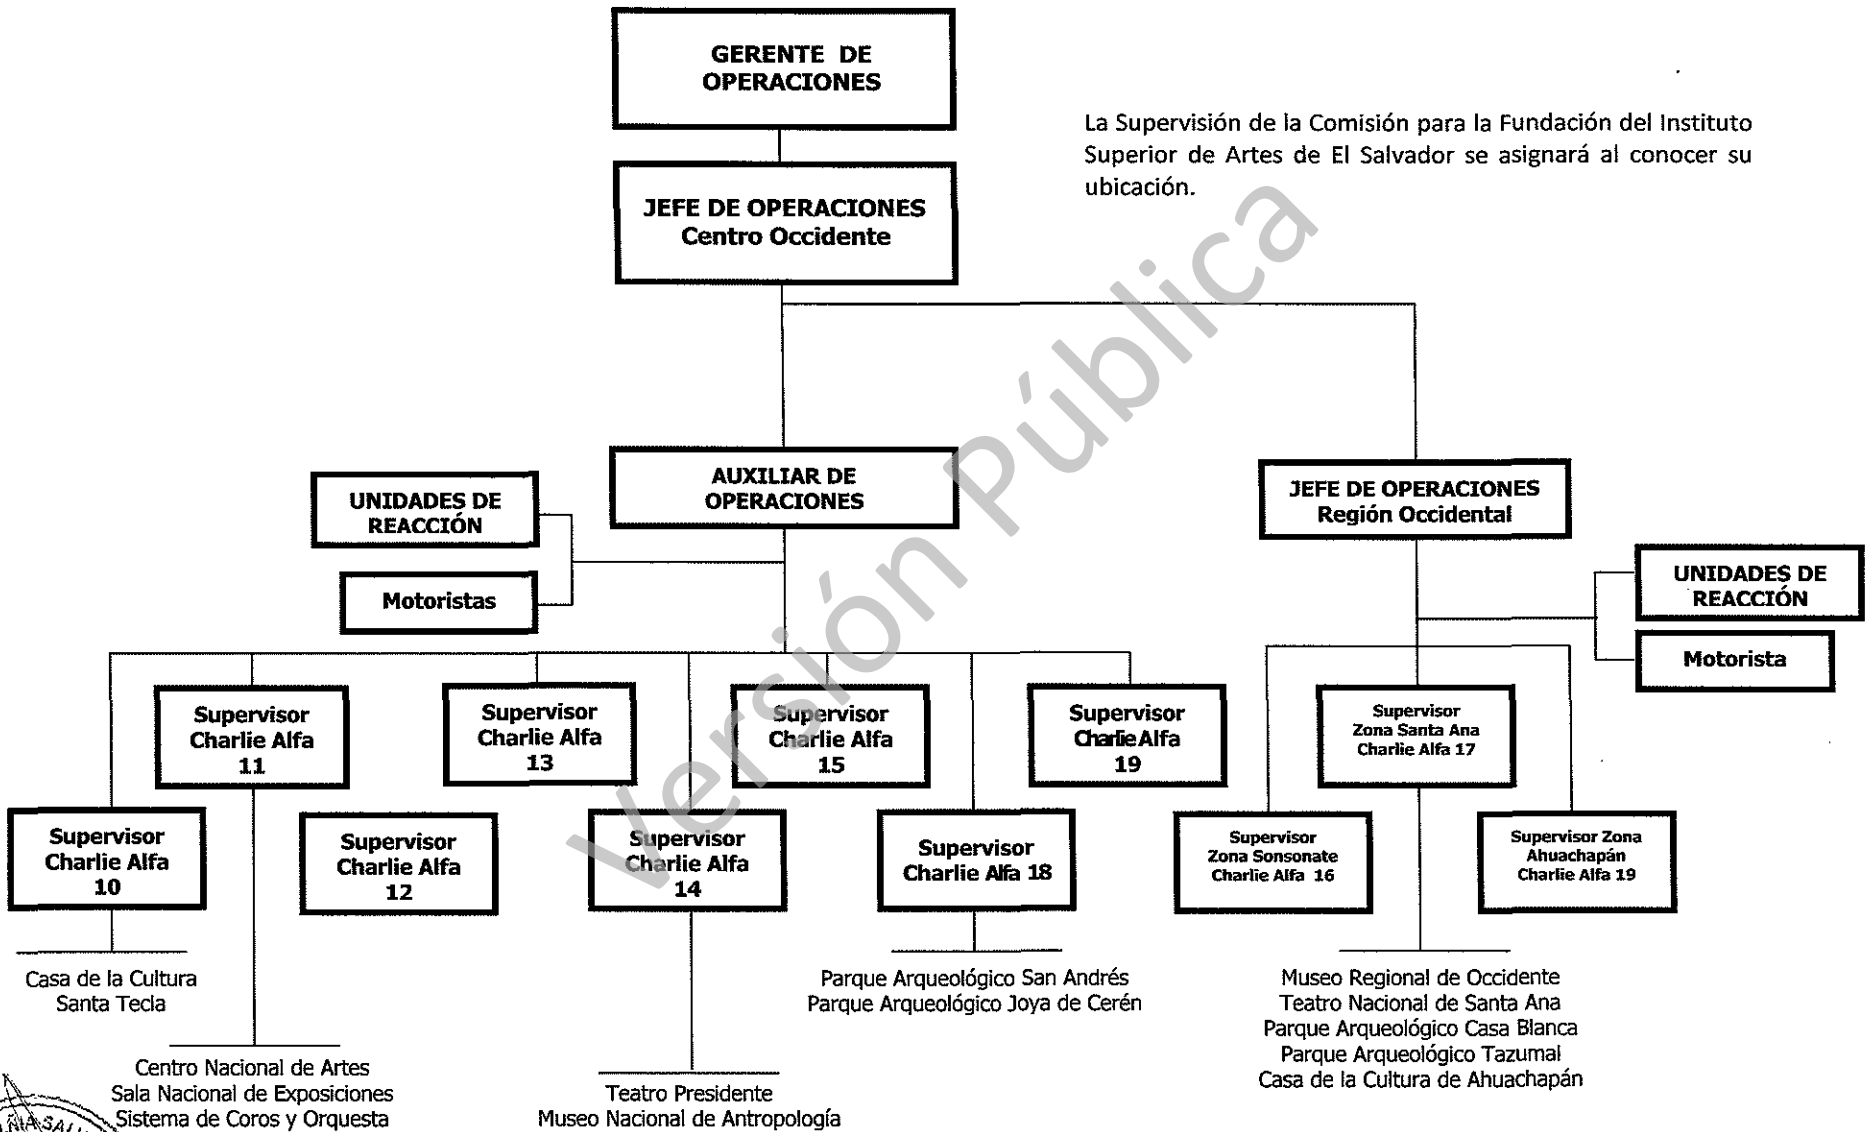 GERENTE DE
OPERACIONES
La Supervisión de la Comisión para la Fundación del Instituto
Superior de Artes de El Salvador se asignará al conocer su
ubicación.
JEFE DE OPERACIONES
Centro Occidente
AUXILIAR DE
OPERACIONES
UNIDADES DE
REACCIÓN
Motoristas
JEFE DE OPERACIONES
Región Occidental
UNIDADES DE
REACCIÓN
Motorista
Supervisor
Charlie Alfa
11
Supervisor
Charlie Alfa
13
Supervisor
Charlie Alfa
15
Supervisor
Charlie Alfa
19
Supervisor
Zona Santa Ana
Charlie Alfa 17
Supervisor
Charlie Alfa
10
Supervisor
Charlie Alfa
12
Supervisor
Charlie Alfa
14
Supervisor
Charlie Alfa 18
Supervisor
Zona Sonsonate
Charlie Alfa 16
Supervisor Zona
Ahuachapán
Charlie Alfa 19
Casa de la Cultura
Santa Tecla
Parque Arqueológico San Andrés
Parque Arqueológico Joya de Cerén
Museo Regional de Occidente
Teatro Nacional de Santa Ana
Parque Arqueológico Casa Blanca
Parque Arqueológico Tazumal
Casa de la Cultura de Ahuachapán
Centro Nacional de Artes
Sala Nacional de Exposiciones
Sistema de Coros y Orquesta
Teatro Presidente
Museo Nacional de Antropología
Versión Pública